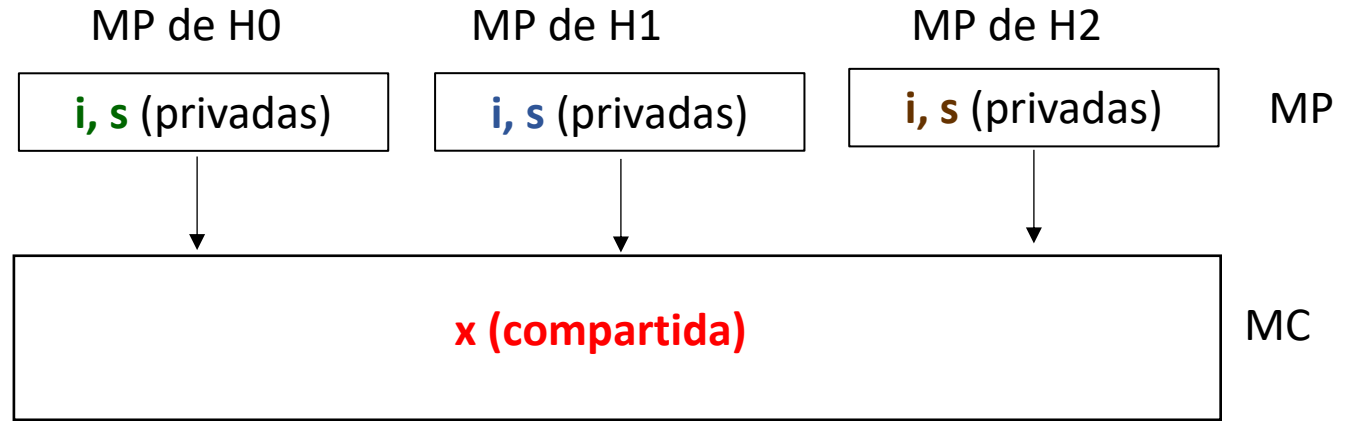 MP de H0 MP de H1 MP de H2
i, s (privadas) i, s (privadas) i, s (privadas) MP
x (compartida) MC